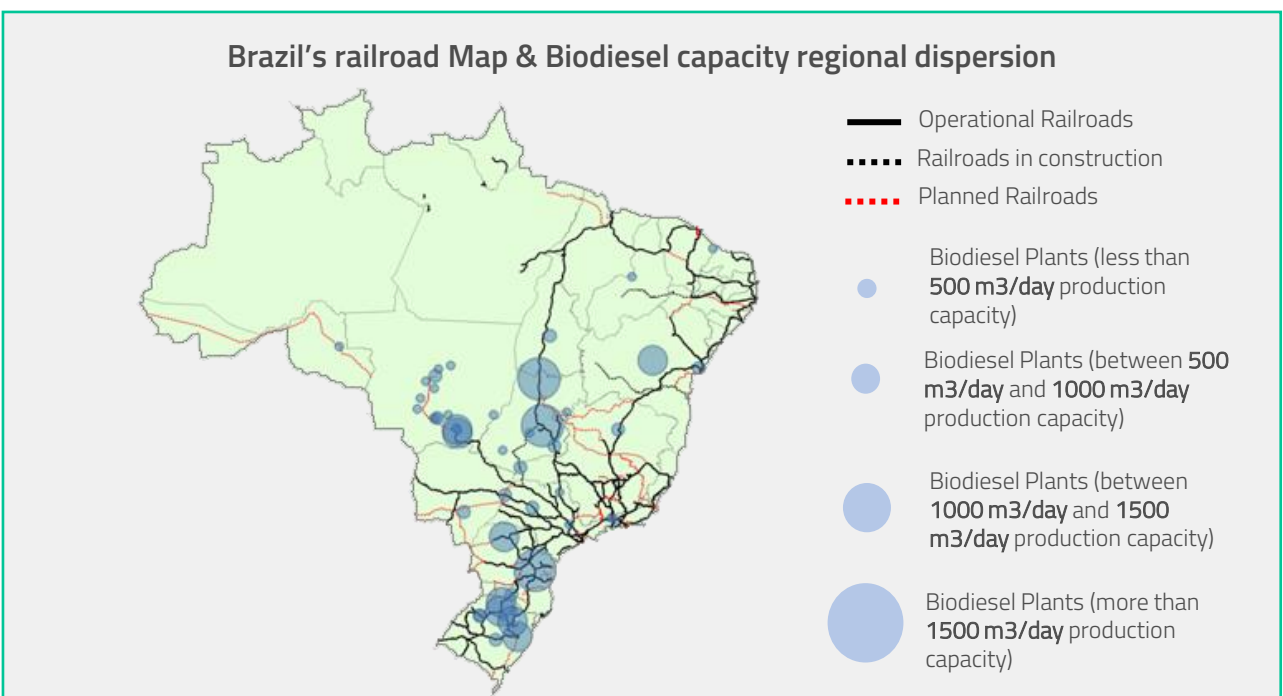 Brazil's railroad Map & Biodiesel capacity regional dispersion
Operational Railroads
Railroads in construction
Planned Railroads
Biodiesel Plants (less than
500 m3/day production
capacity)
Biodiesel Plants (between 500
m3/day and 1000 m3/day
production capacity)
Biodiesel Plants (between
1000 m3/day and 1500
m3/day production capacity)
Biodiesel Plants (more than
1500 m3/day production
capacity)